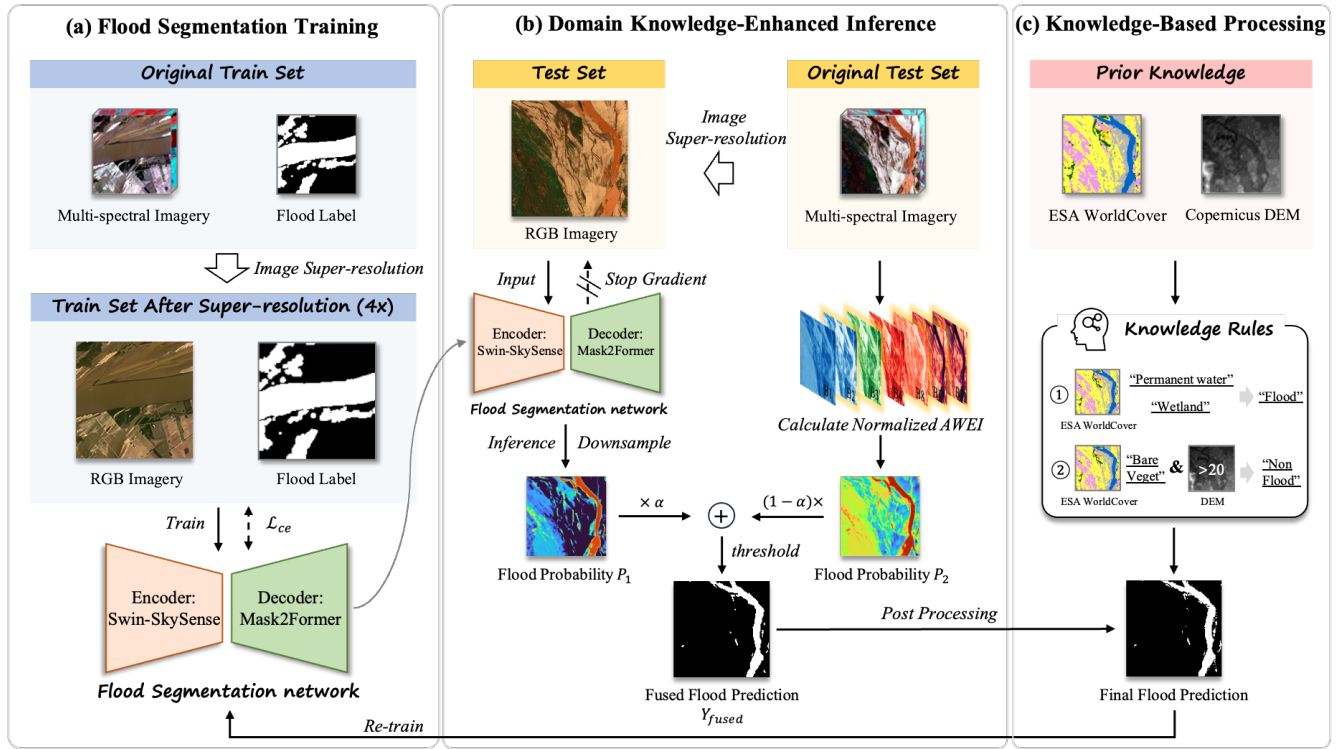 (a) Flood Segmentation Training
Original Train Set
Multi-spectral Imagery
Flood Label
Image Super-resolution
Train Set After Super-resolution (4x)
RGB Imagery
Flood Label
Train
ℒce
Encoder:
Swin-SkySense
Decoder:
Mask2Former
Flood Segmentation network
Re-train
(b) Domain Knowledge-Enhanced Inference
Test Set
RGB Imagery
Image
Super-resolution
Original Test Set
Multi-spectral Imagery
Input
Stop Gradient
Encoder:
Swin-SkySense
Decoder:
Mask2Former
Flood Segmentation network
Inference
Downsample
B1
B2
B3
B4
B8
Calculate Normalized AWEI
× α
+
(1 − α)×
Flood Probability P1
threshold
Flood Probability P2
Fused Flood Prediction
Yfused
Post Processing
(c) Knowledge-Based Processing
Prior Knowledge
ESA WorldCover
Copernicus DEM
Knowledge Rules
①
ESA WorldCover
“Permanent water”
“Wetland”
“Flood”
②
ESA WorldCover
“Bare
Veget”
&
>20
DEM
“Non
Flood”
Final Flood Prediction